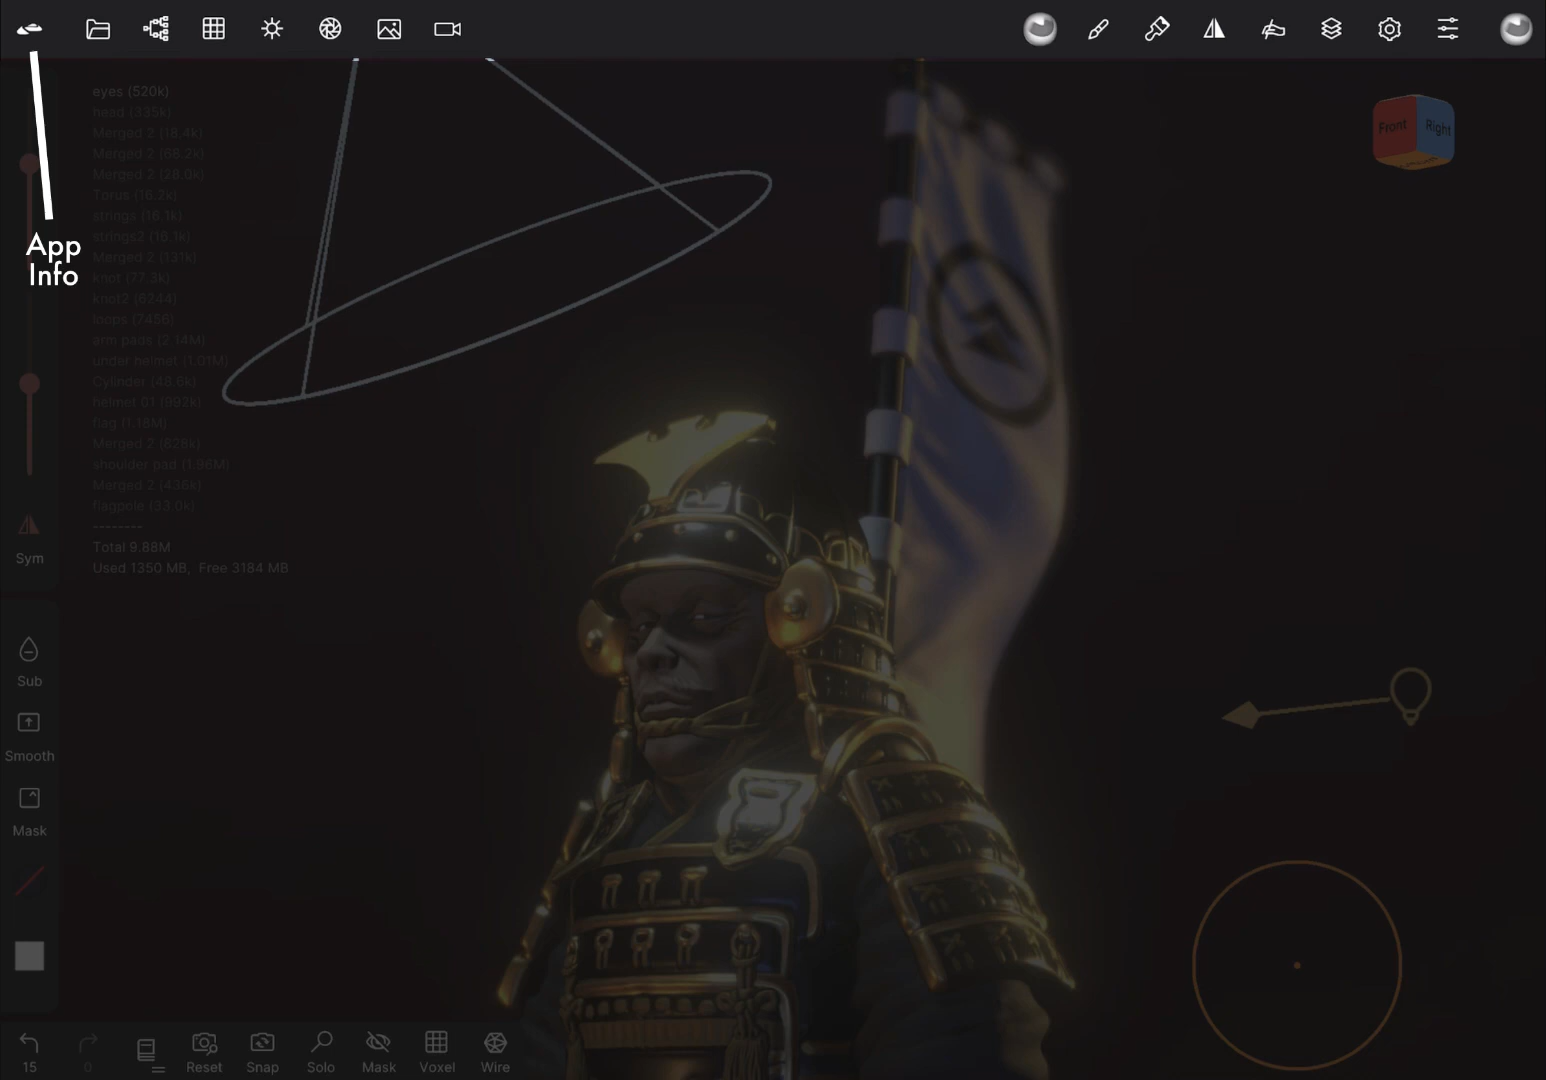 eyes (520k)
head (335k)
Merged 2 (18.4k)
Merged 2 (88.2k)
Merged 2 (28.0k)
Torus (16.2k)
strings (16.1k)
strings2 (16.1k)
Merged 2 (131k)
knot (77.3k)
knot2 (6244)
loops (7456)
arm pads (2.14M)
under helmet (1.01M)
Cylinder (48.6k)
helmet 01 (992k)
flag (1.18M)
Merged 2 (828k)
shoulder pad (1.96M)
Merged 2 (436k)
flagpole (33.0k)
--------
Total 9.88M
Used 1350 MB, Free 3184 MB
App
Info
Front
Right
Sym
Sub
Smooth
Mask
15
0
Reset
Snap
Solo
Mask
Voxel
Wire